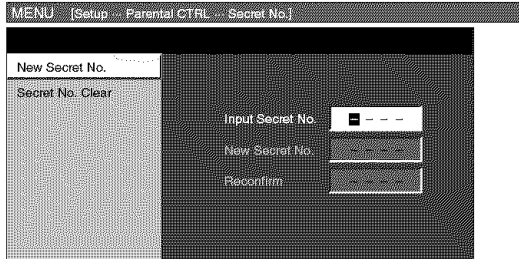 MENU [Setup ... Parental CTRL ... Secret No.]
New Secret No.
Secret No. Clear
Input Secret No. – – – –
New Secret No. – – – –
Reconfirm – – – –